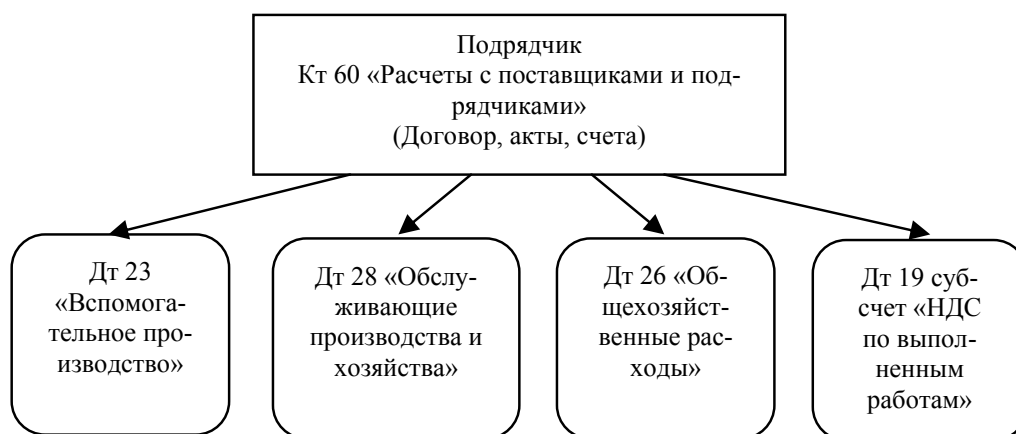 Подрядчик
Кт 60 «Расчеты с поставщиками и под-
рядчиками»
(Договор, акты, счета)
Дт 23
«Вспомога-
тельное про-
изводство»
Дт 28 «Обслу-
живающие
производства и
хозяйства»
Дт 26 «Об-
щехозяйст-
венные рас-
ходы»
Дт 19 суб-
счет «НДС
по выпол-
ненным
работам»